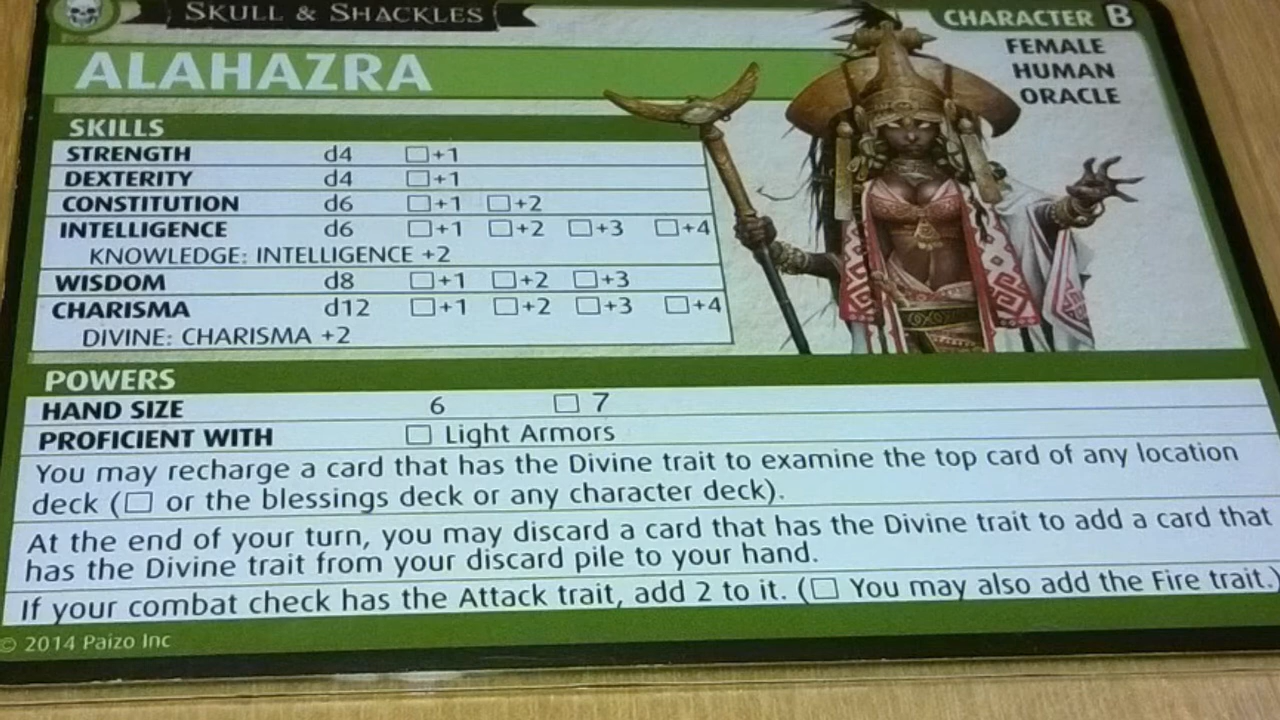 SKULL & SHACKLES
CHARACTER B
ALAHAZRA
FEMALE
HUMAN
ORACLE
SKILLS
STRENGTH d4 □+1
DEXTERITY d4 □+1
CONSTITUTION d6 □+1 □+2
INTELLIGENCE d6 □+1 □+2 □+3 □+4
KNOWLEDGE: INTELLIGENCE +2
WISDOM d8 □+1 □+2 □+3
CHARISMA d12 □+1 □+2 □+3 □+4
DIVINE: CHARISMA +2
POWERS
HAND SIZE 6 □ 7
PROFICIENT WITH □ Light Armors
You may recharge a card that has the Divine trait to examine the top card of any location
deck (□ or the blessings deck or any character deck).
At the end of your turn, you may discard a card that has the Divine trait to add a card that
has the Divine trait from your discard pile to your hand.
If your combat check has the Attack trait, add 2 to it. (□ You may also add the Fire trait.)
© 2014 Paizo Inc